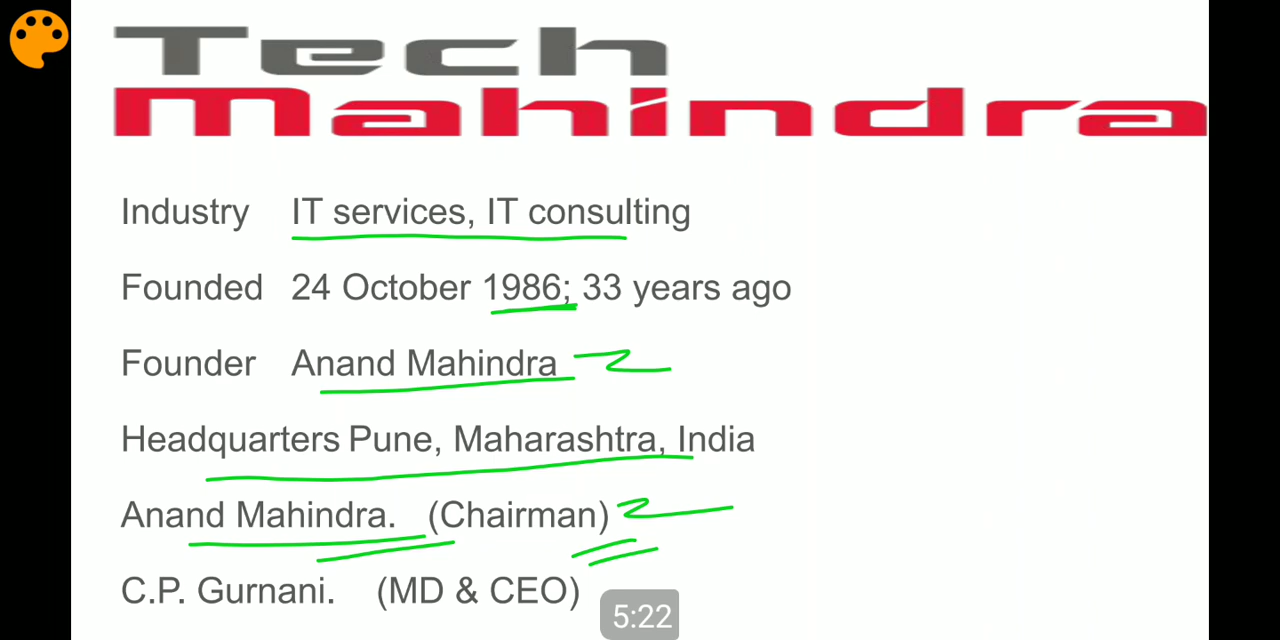 Tech
Mahindra
Industry IT services, IT consulting
Founded 24 October 1986; 33 years ago
Founder Anand Mahindra
Headquarters Pune, Maharashtra, India
Anand Mahindra. (Chairman)
C.P. Gurnani. (MD & CEO)
5:22